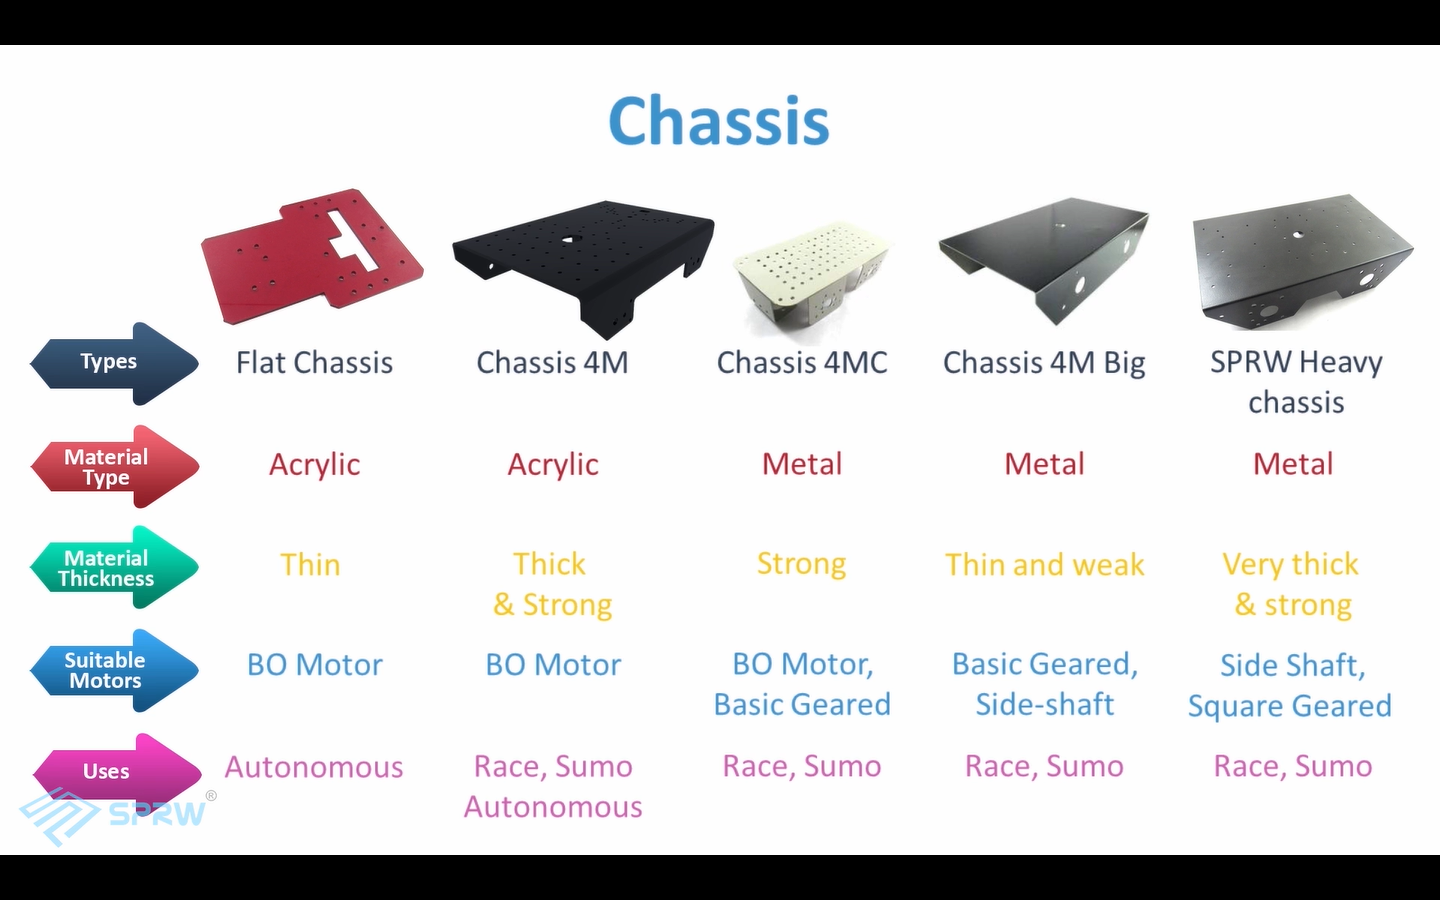 Chassis
Types
Flat Chassis
Chassis 4M
Chassis 4MC
Chassis 4M Big
SPRW Heavy
chassis
Material
Type
Acrylic
Acrylic
Metal
Metal
Metal
Material
Thickness
Thin
Thick
& Strong
Strong
Thin and weak
Very thick
& strong
Suitable
Motors
BO Motor
BO Motor
BO Motor,
Basic Geared
Basic Geared,
Side-shaft
Side Shaft,
Square Geared
Uses
Autonomous
Race, Sumo
Autonomous
Race, Sumo
Race, Sumo
Race, Sumo
SPRW®